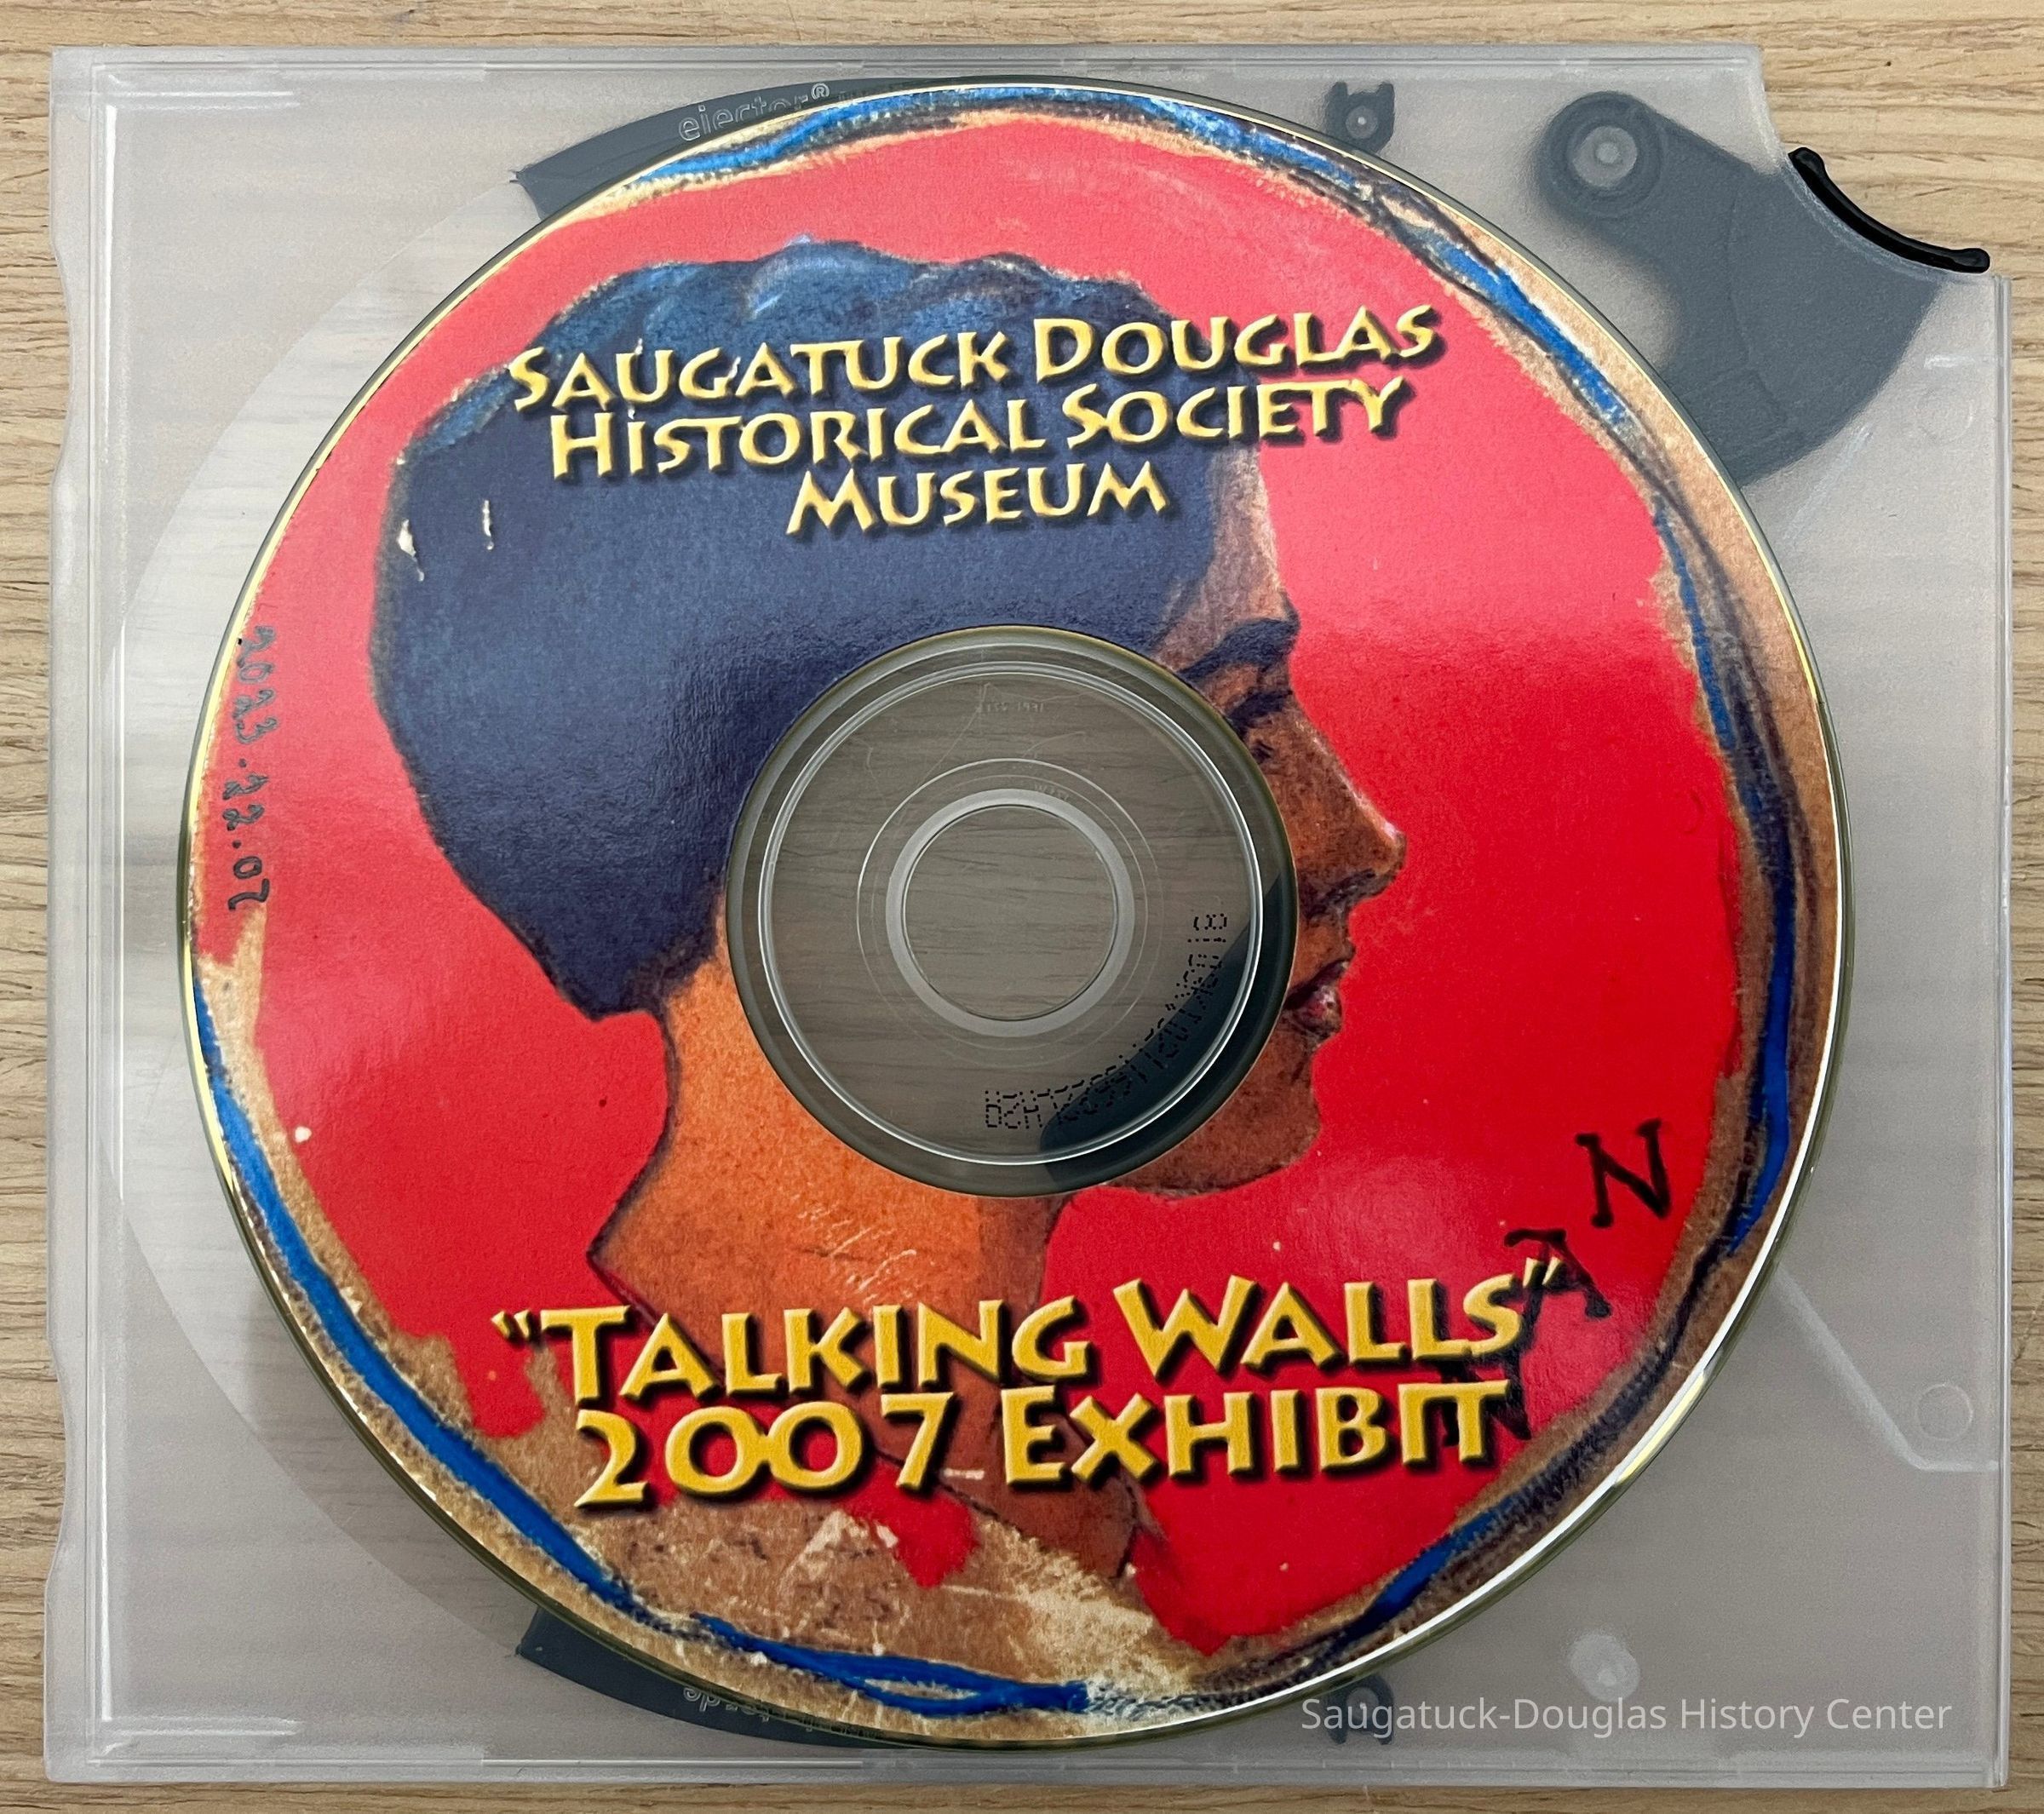 ejector®
SAUGATUCK DOUGLAS
HISTORICAL SOCIETY
MUSEUM
2023.22.07
N
A
N
"TALKING WALLS"
2007 EXHIBIT
Saugatuck-Douglas History Center